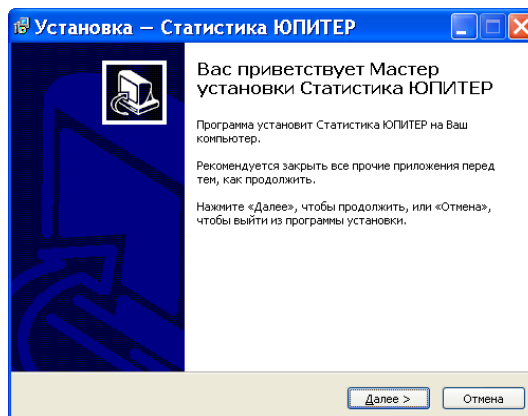 Установка — Статистика ЮПИТЕР
Вас приветствует Мастер
установки Статистика ЮПИТЕР
Программа установит Статистика ЮПИТЕР на Ваш
компьютер.
Рекомендуется закрыть все прочие приложения перед
тем, как продолжить.
Нажмите «Далее», чтобы продолжить, или «Отмена»,
чтобы выйти из программы установки.
Далее >
Отмена